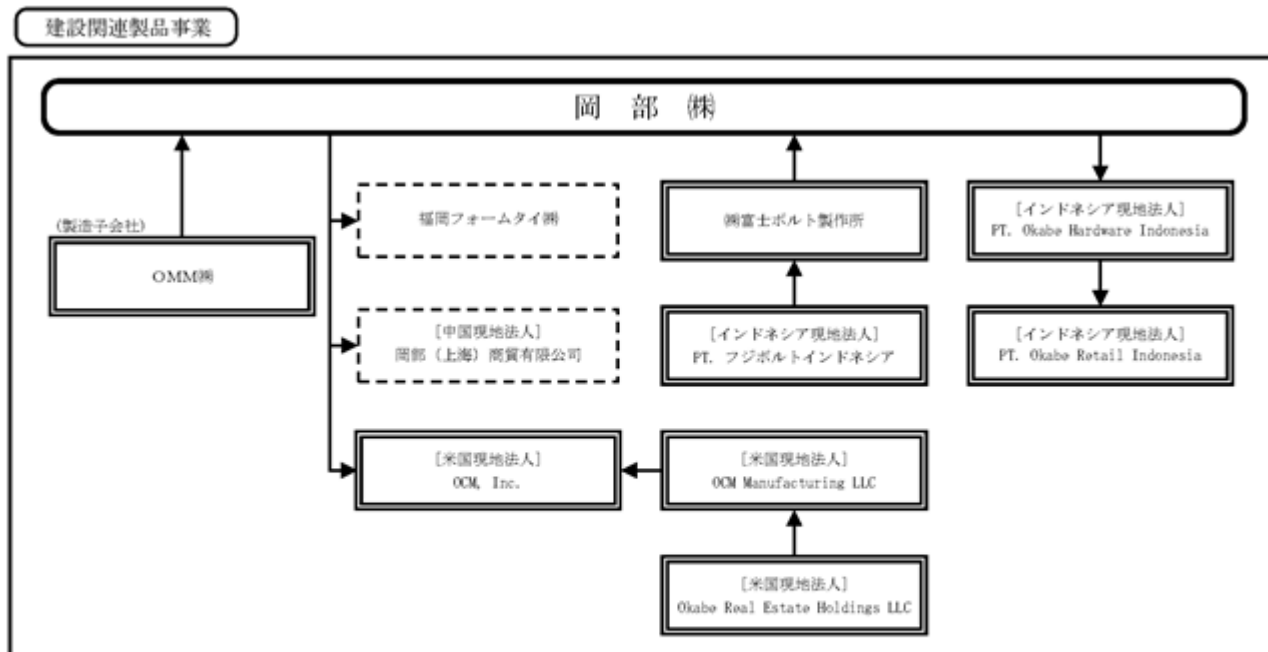 建設関連製品事業
岡 部 ㈱
(製造子会社)
OMM㈱
福岡フォームタイ㈱
[中国現地法人]
岡部（上海）商貿有限公司
[米国現地法人]
OCM, Inc.
㈱富士ボルト製作所
[インドネシア現地法人]
PT. フジボルトインドネシア
[米国現地法人]
OCM Manufacturing LLC
[米国現地法人]
Okabe Real Estate Holdings LLC
[インドネシア現地法人]
PT. Okabe Hardware Indonesia
[インドネシア現地法人]
PT. Okabe Retail Indonesia